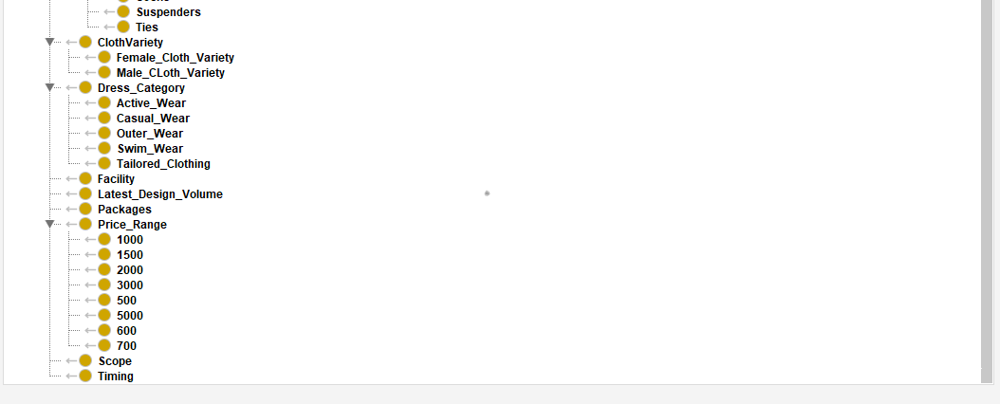 Suspenders
Ties
ClothVariety
Female_Cloth_Variety
Male_CLoth_Variety
Dress_Category
Active_Wear
Casual_Wear
Outer_Wear
Swim_Wear
Tailored_Clothing
Facility
Latest_Design_Volume
Packages
Price_Range
1000
1500
2000
3000
500
5000
600
700
Scope
Timing